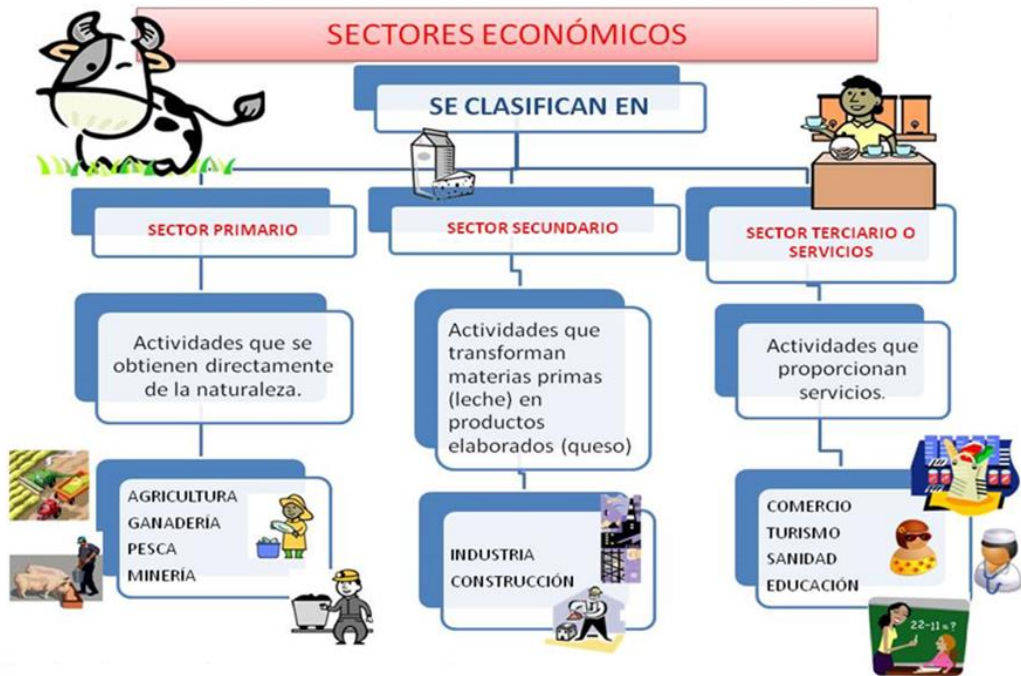 SECTORES ECONÓMICOS
SE CLASIFICAN EN
SECTOR PRIMARIO
Actividades que se
obtienen directamente
de la naturaleza.
AGRICULTURA
GANADERÍA
PESCA
MINERÍA
SECTOR SECUNDARIO
Actividades que
transforman
materias primas
(leche) en
productos
elaborados (queso)
INDUSTRIA
CONSTRUCCIÓN
SECTOR TERCIARIO O
SERVICIOS
Actividades que
proporcionan
servicios.
COMERCIO
TURISMO
SANIDAD
EDUCACIÓN
22-11=?